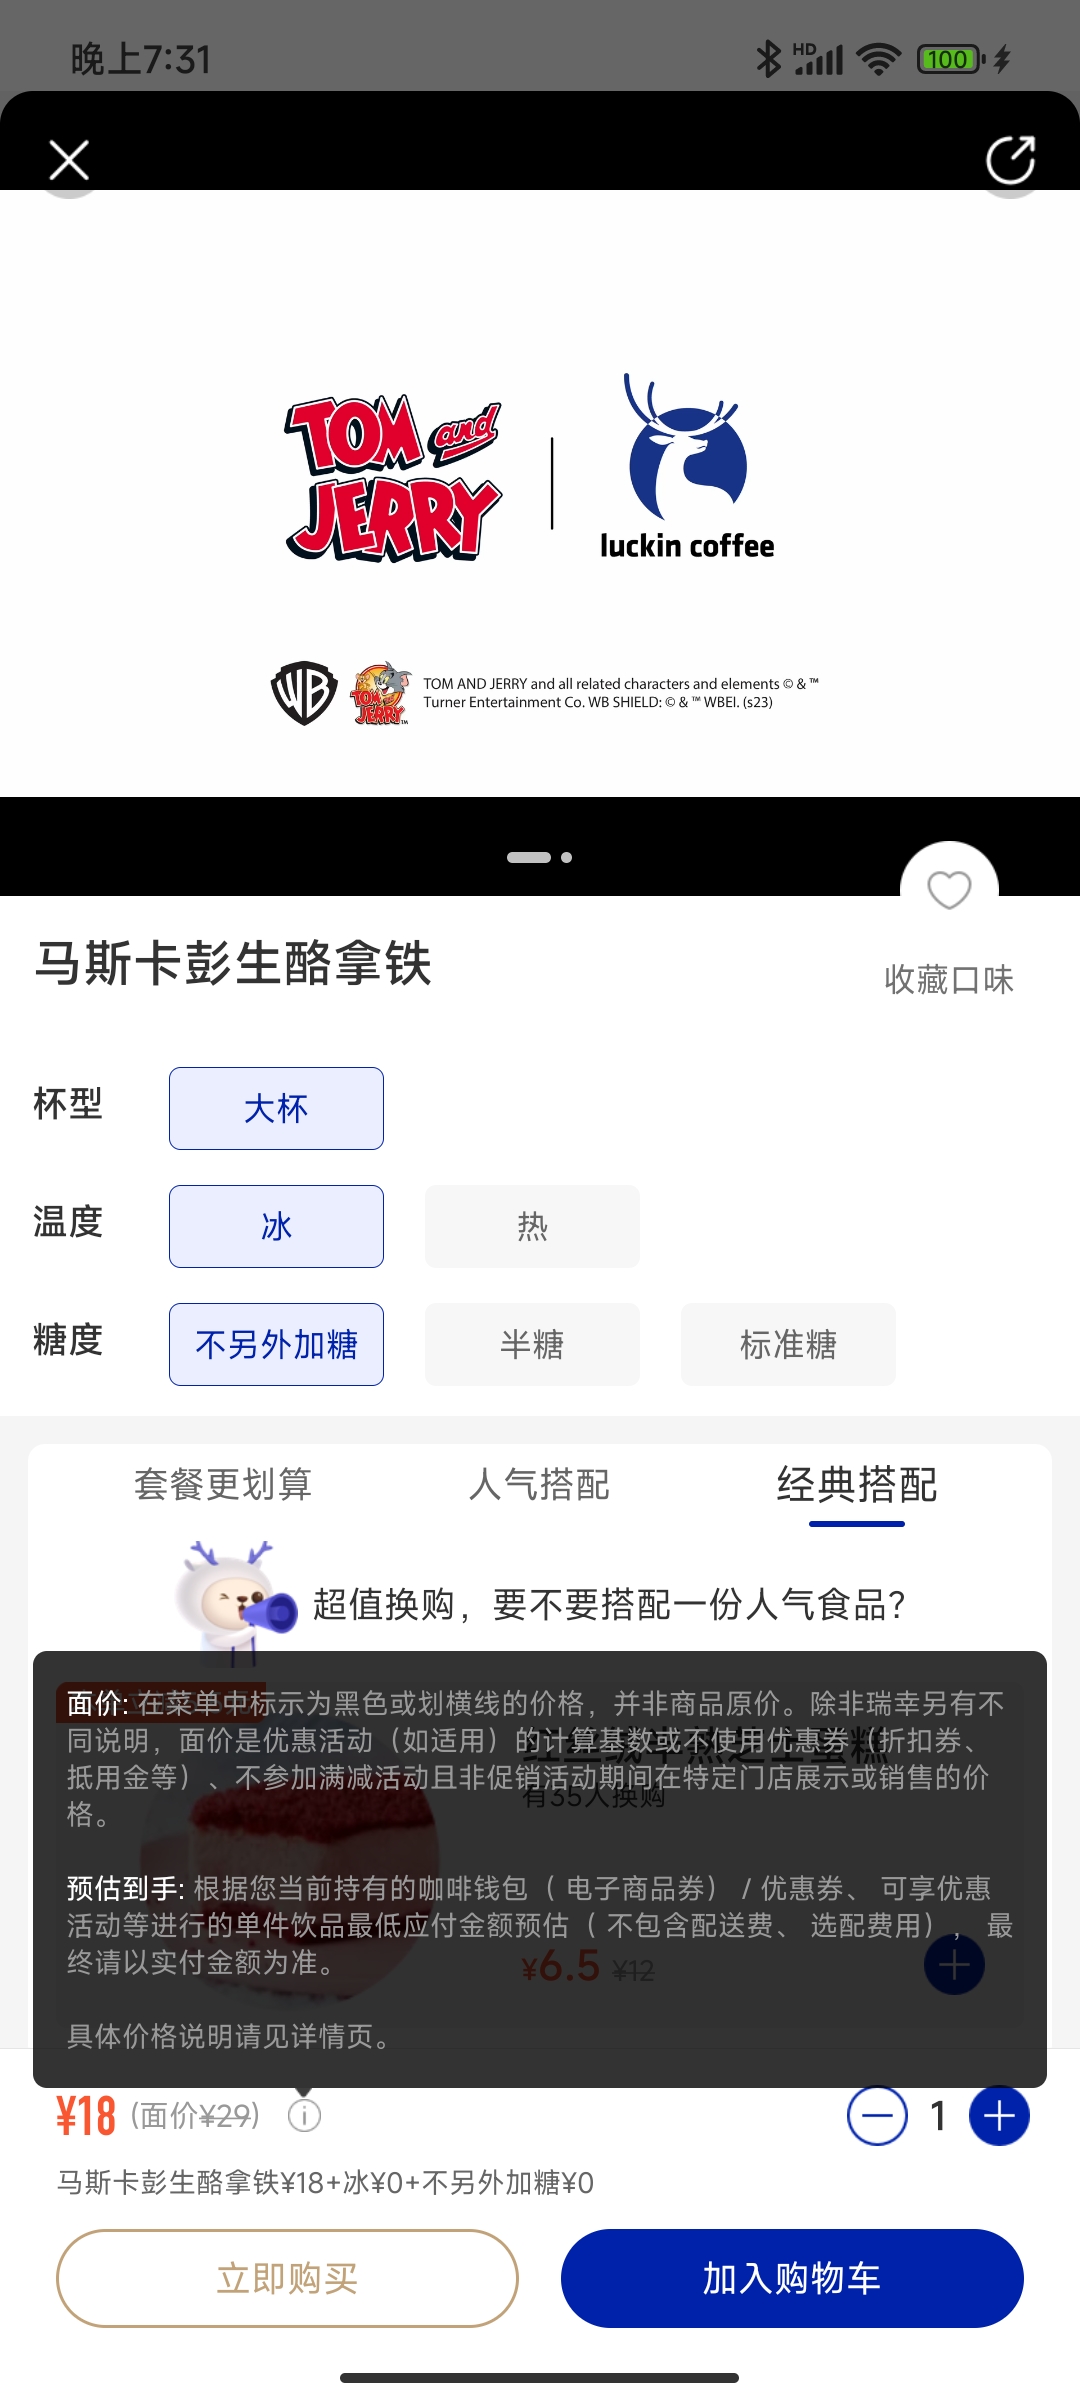 晚上7:31
HD
100
TOM and
JERRY
luckin coffee
WB
TOM and
JERRY
TOM AND JERRY and all related characters and elements © & ™
Turner Entertainment Co. WB SHIELD: © & ™ WBEI. (s23)
马斯卡彭生酪拿铁
收藏口味
杯型
大杯
温度
冰
热
糖度
不另外加糖
半糖
标准糖
套餐更划算
人气搭配
经典搭配
超值换购，要不要搭配一份人气食品？
红丝绒半熟芝士蛋糕
有35人换购
¥6.5 ¥12
面价: 在菜单中标示为黑色或划横线的价格，并非商品原价。除非瑞幸另有不
同说明，面价是优惠活动（如适用）的计算基数或不使用优惠券（折扣券、
抵用金等）、不参加满减活动且非促销活动期间在特定门店展示或销售的价
格。
预估到手: 根据您当前持有的咖啡钱包（ 电子商品券） / 优惠券、 可享优惠
活动等进行的单件饮品最低应付金额预估（ 不包含配送费、 选配费用） ， 最
终请以实付金额为准。
具体价格说明请见详情页。
¥18 (面价¥29)
1
马斯卡彭生酪拿铁¥18+冰¥0+不另外加糖¥0
立即购买
加入购物车